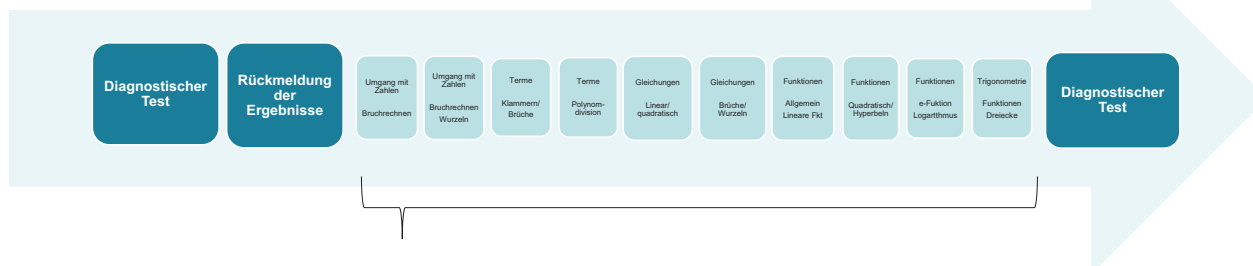 Diagnostischer
Test
Rückmeldung
der
Ergebnisse
Umgang mit
Zahlen
Bruchrechnen
Umgang mit
Zahlen
Bruchrechnen
Wurzeln
Terme
Klammern/
Brüche
Terme
Polynom-
division
Gleichungen
Linear/
quadratisch
Gleichungen
Brüche/
Wurzeln
Funktionen
Allgemein
Lineare Fkt
Funktionen
Quadratisch/
Hyperbeln
Funktionen
e-Fuktion
Logartthmus
Trigonometrie
Funktionen
Dreiecke
Diagnostischer
Test